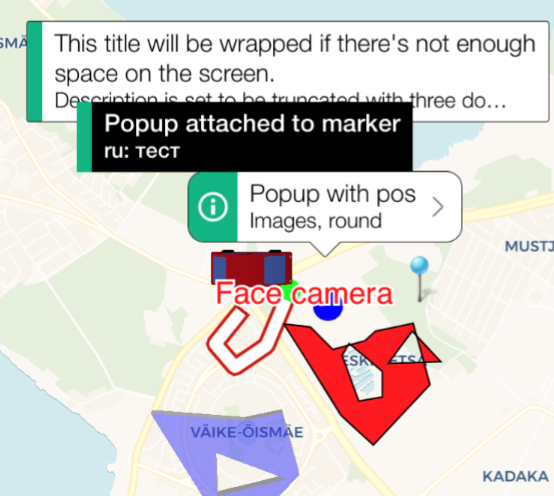 This title will be wrapped if there's not enough
space on the screen.
Description is set to be truncated with three do...
Popup attached to marker
ru: тест
Popup with pos
Images, round
MUSTJ
Face camera
VÄIKE-ÕISMÄE
KADAKA